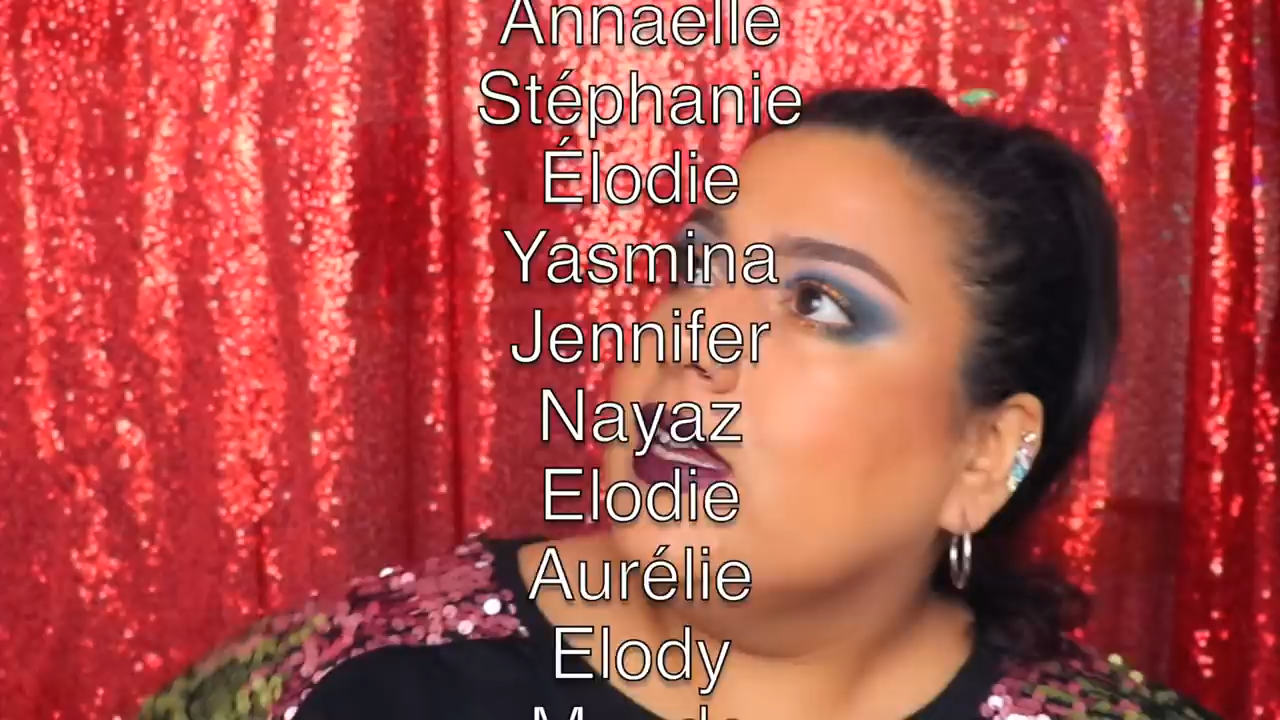 Annaelle
Stéphanie
Élodie
Yasmina
Jennifer
Nayaz
Elodie
Aurélie
Elody